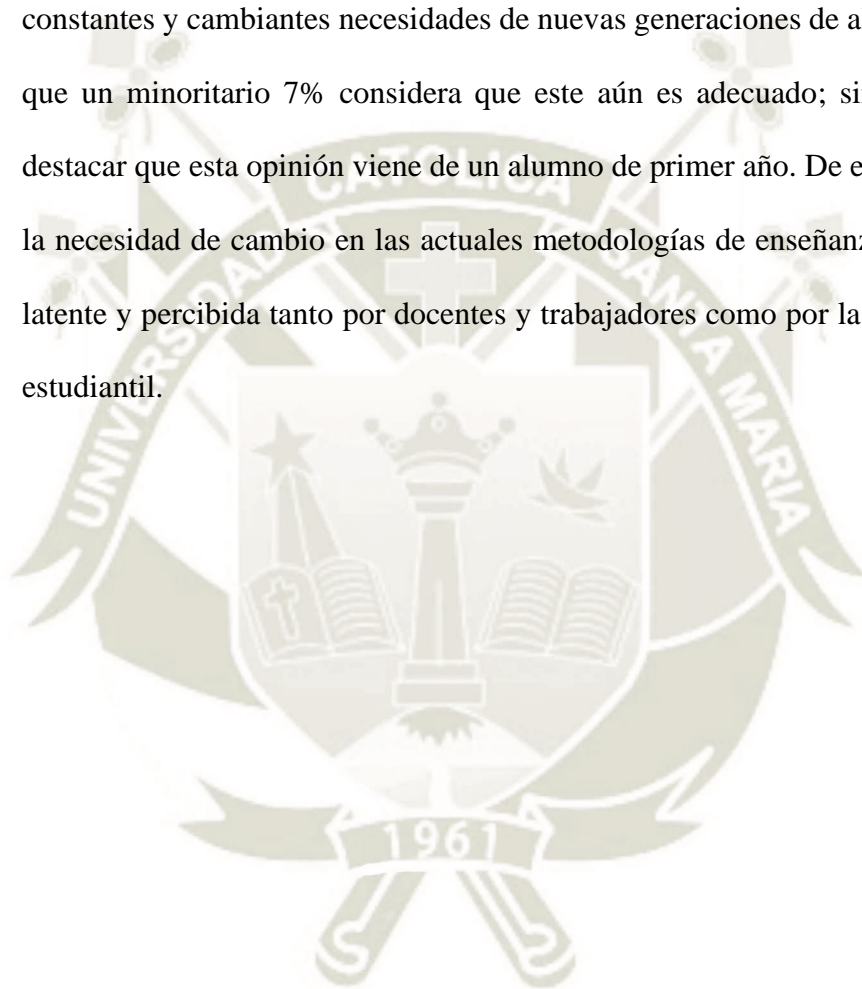 constantes y cambiantes necesidades de nuevas generaciones de a
que un minoritario 7% considera que este aún es adecuado; si
destacar que esta opinión viene de un alumno de primer año. De e
la necesidad de cambio en las actuales metodologías de enseñanz
latente y percibida tanto por docentes y trabajadores como por la
estudiantil.
UNIVERSIDAD CATOLICA SANTA MARIA
1961